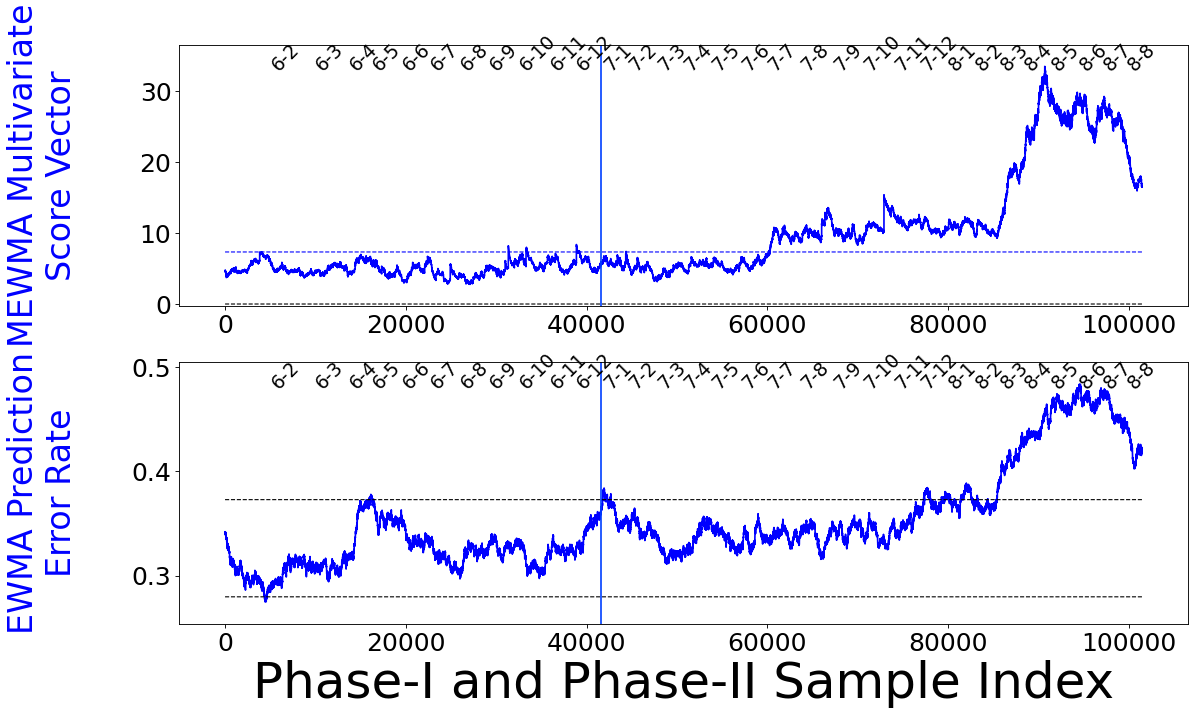 MEWMA Multivariate
Score Vector
6-2 6-3 6-4 6-5 6-6 6-7 6-8 6-9 6-10 6-11 6-12 7-1 7-2 7-3 7-4 7-5 7-6 7-7 7-8 7-9 7-10 7-11 7-12 8-1 8-2 8-3 8-4 8-5 8-6 8-7 8-8
30
20
10
0
0 20000 40000 60000 80000 100000
EWMA Prediction
Error Rate
6-2 6-3 6-4 6-5 6-6 6-7 6-8 6-9 6-10 6-11 6-12 7-1 7-2 7-3 7-4 7-5 7-6 7-7 7-8 7-9 7-10 7-11 7-12 8-1 8-2 8-3 8-4 8-5 8-6 8-7 8-8
0.5
0.4
0.3
0 20000 40000 60000 80000 100000
Phase-I and Phase-II Sample Index